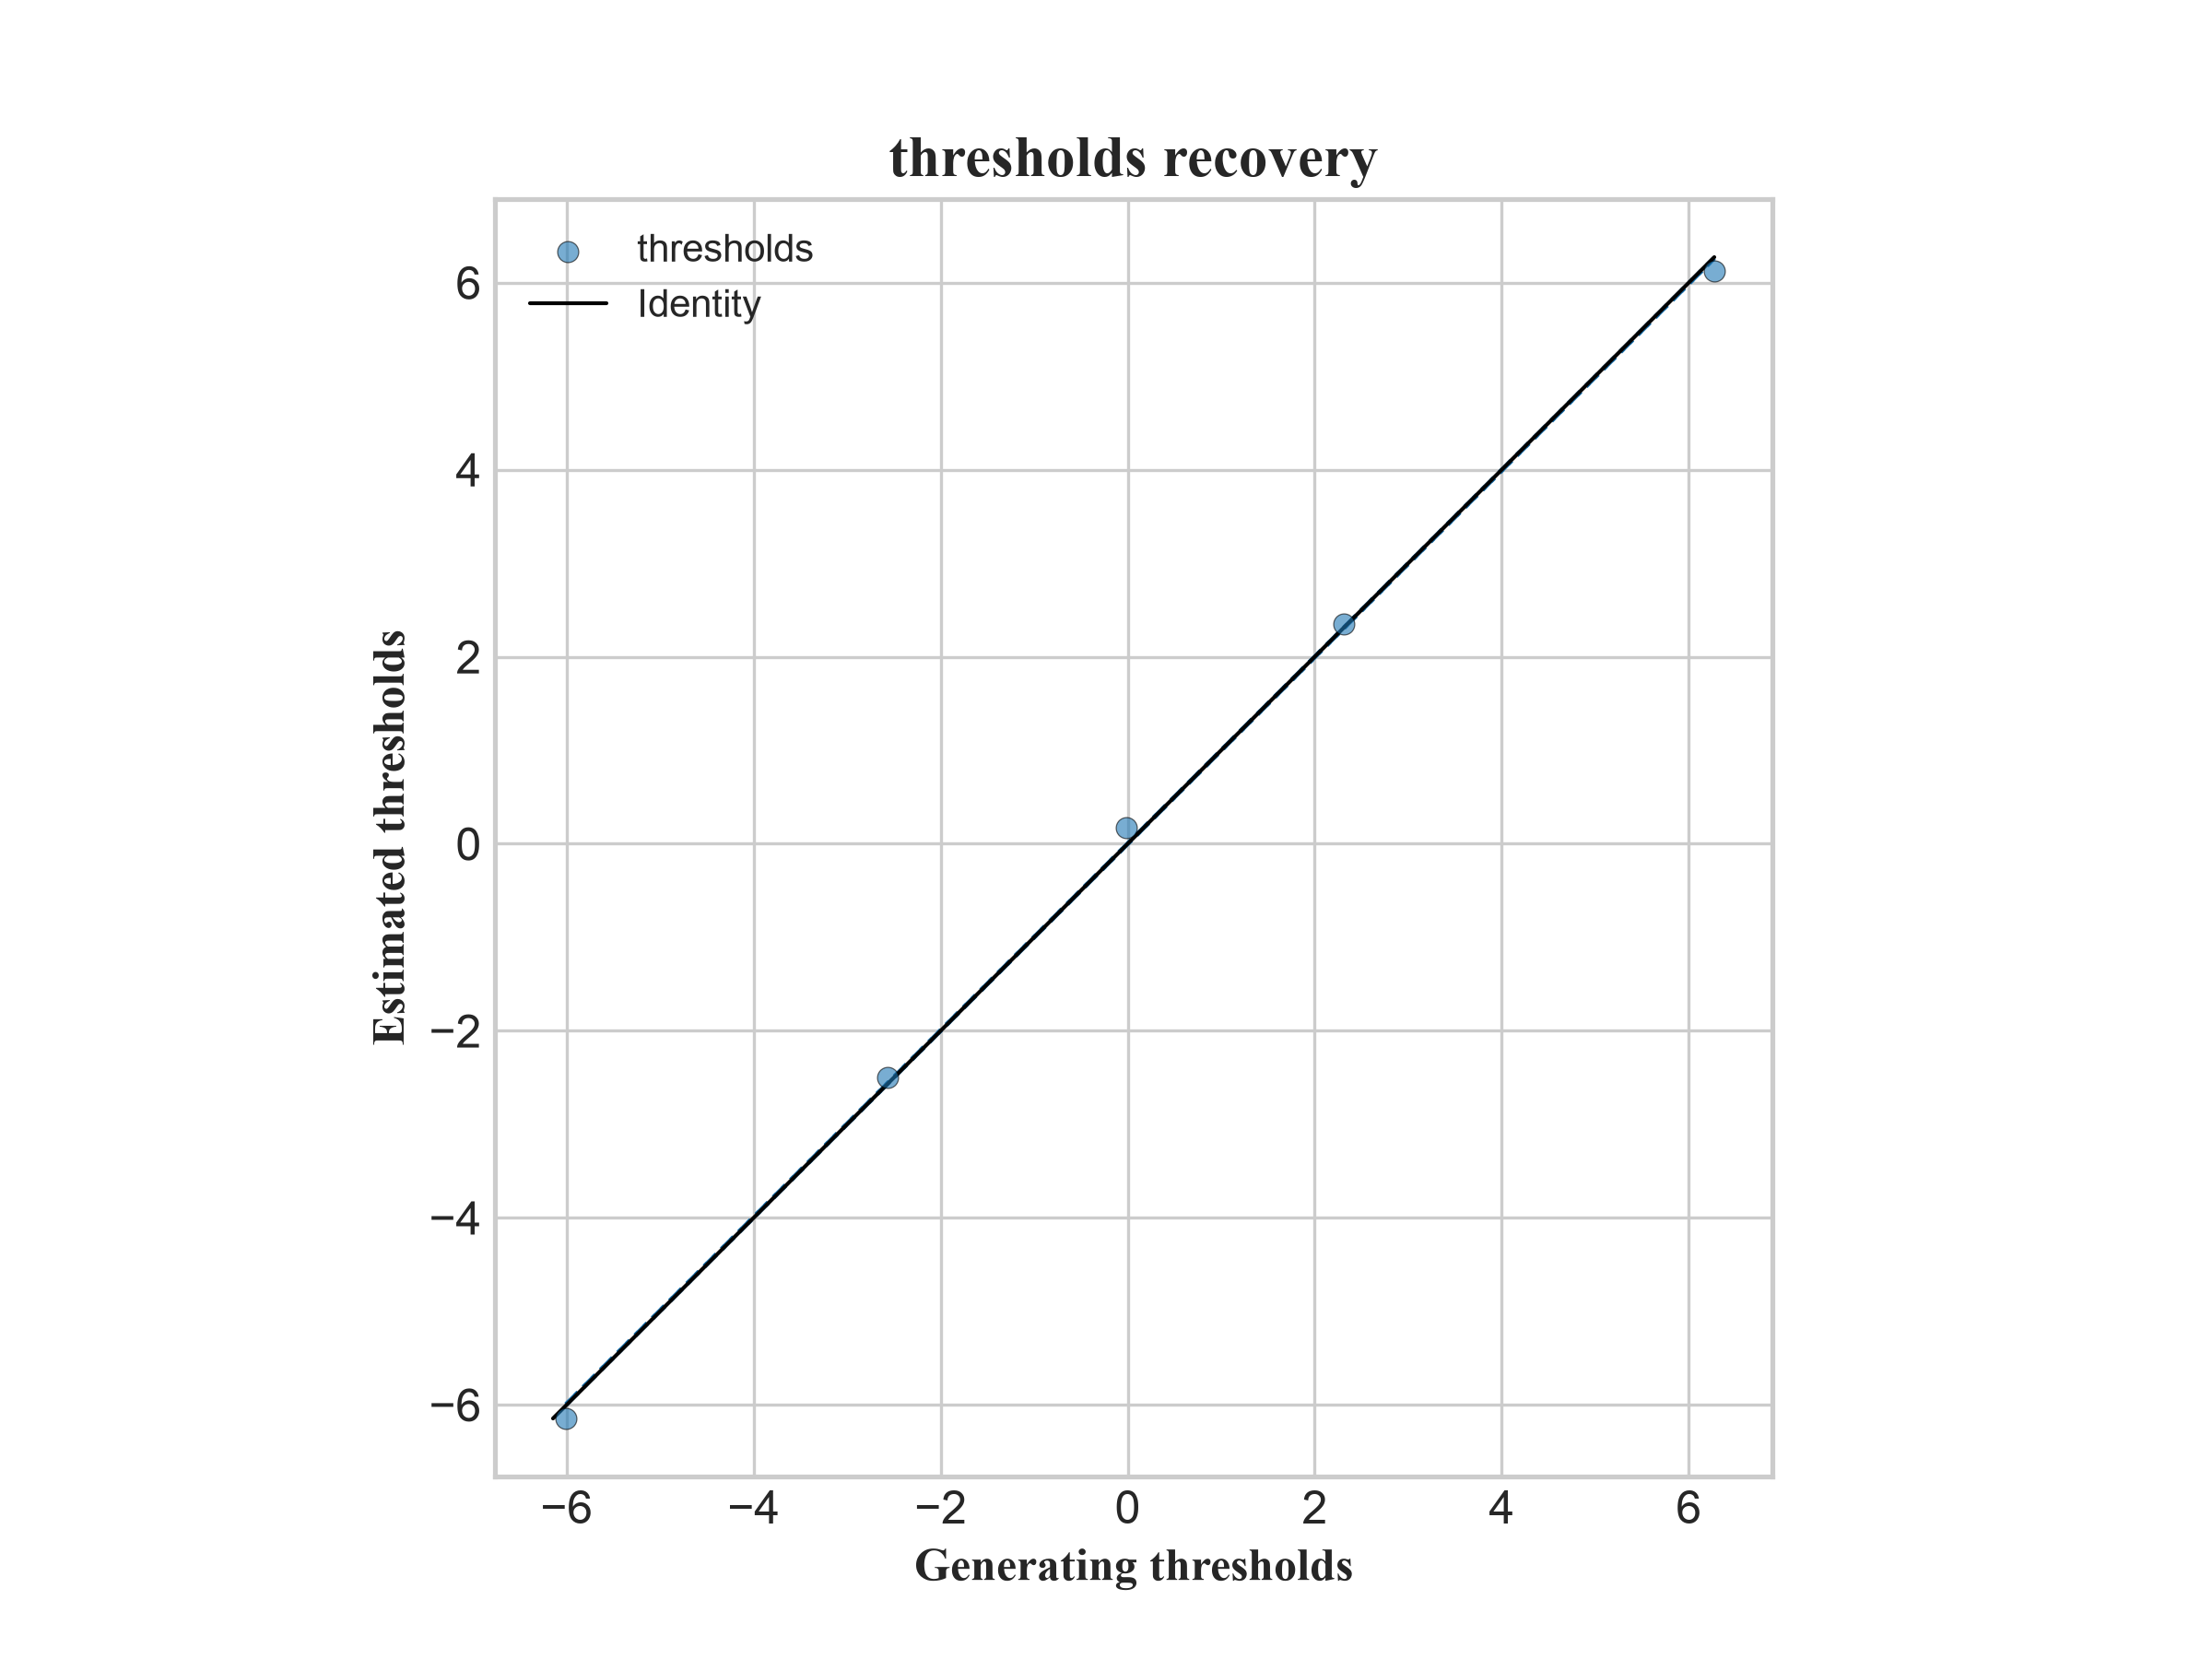 thresholds recovery
thresholds
Identity
6
4
2
0
−2
−4
−6
Estimated thresholds
−6 −4 −2 0 2 4 6
Generating thresholds